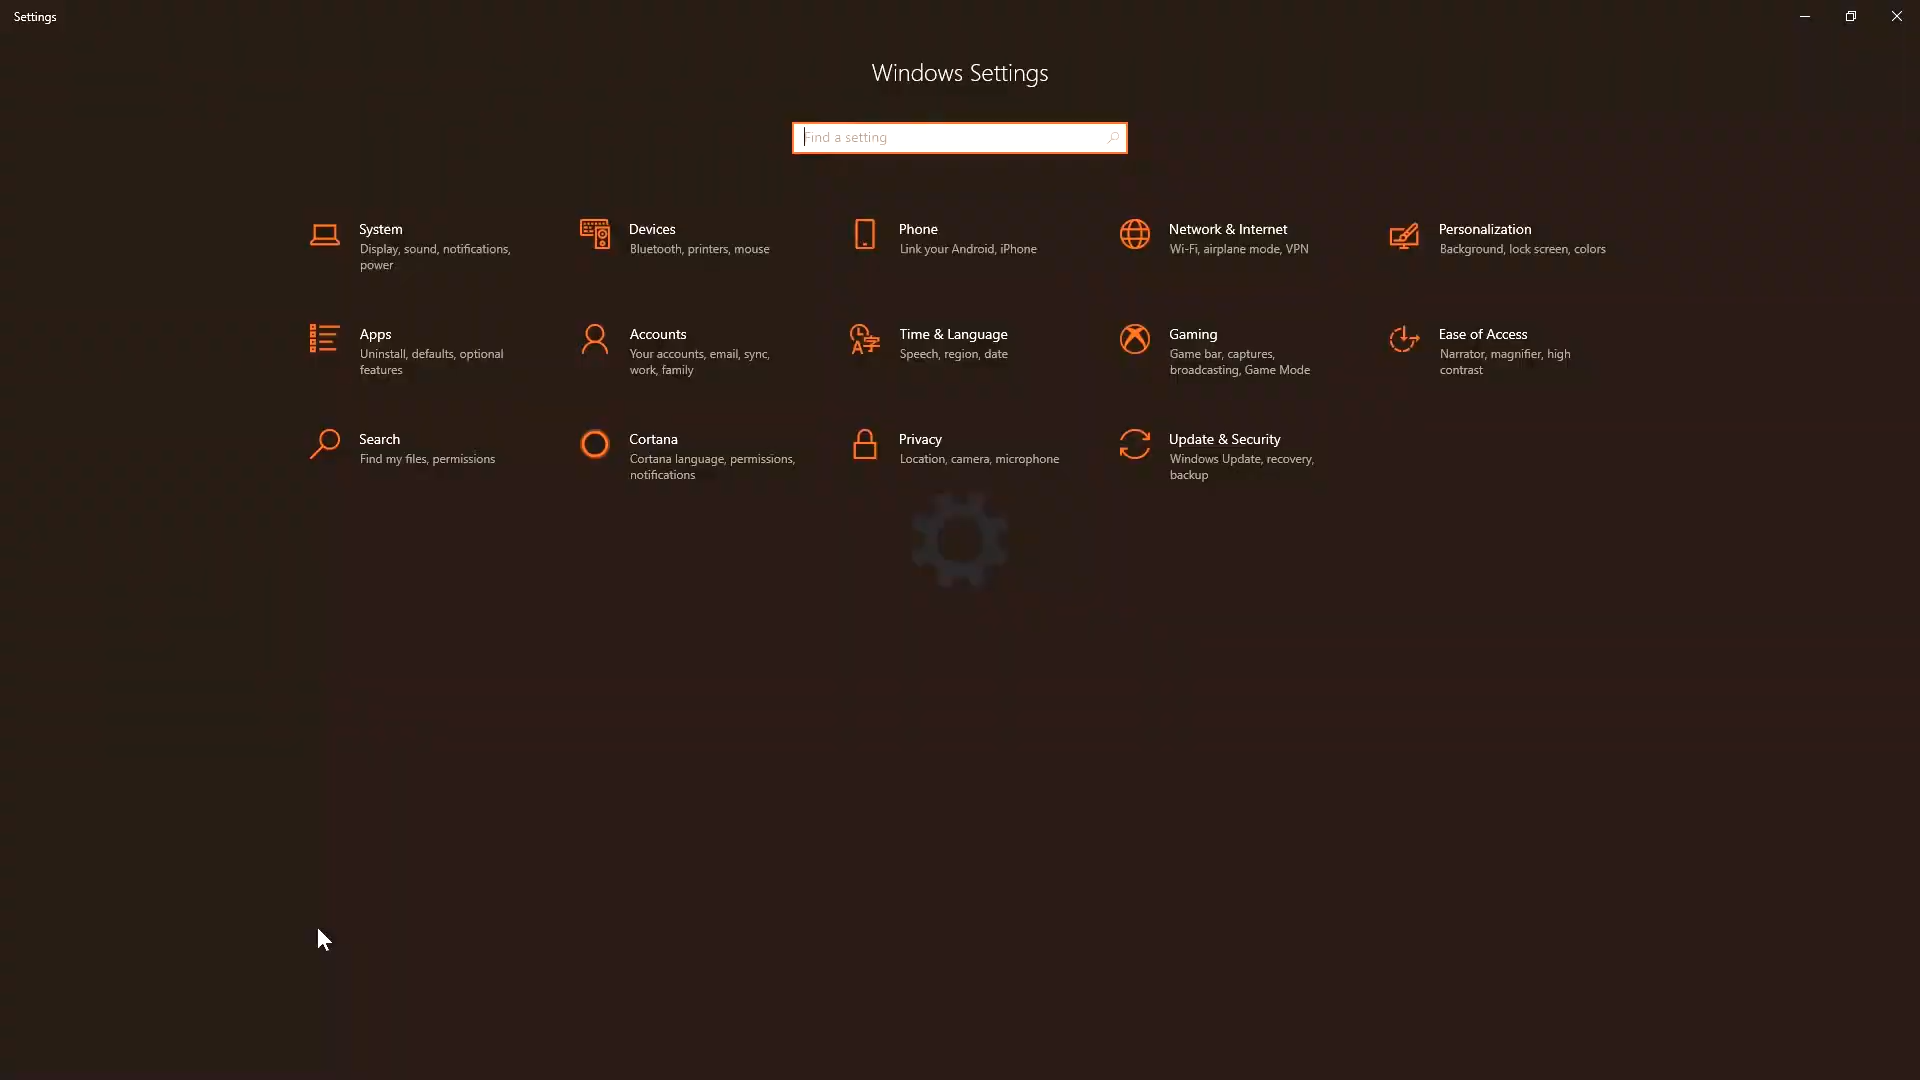 Settings
Windows Settings
Find a setting
System
Display, sound, notifications,
power
Devices
Bluetooth, printers, mouse
Phone
Link your Android, iPhone
Network & Internet
Wi-Fi, airplane mode, VPN
Personalization
Background, lock screen, colors
Apps
Uninstall, defaults, optional
features
Accounts
Your accounts, email, sync,
work, family
Time & Language
Speech, region, date
Gaming
Game bar, captures,
broadcasting, Game Mode
Ease of Access
Narrator, magnifier, high
contrast
Search
Find my files, permissions
Cortana
Cortana language, permissions,
notifications
Privacy
Location, camera, microphone
Update & Security
Windows Update, recovery,
backup